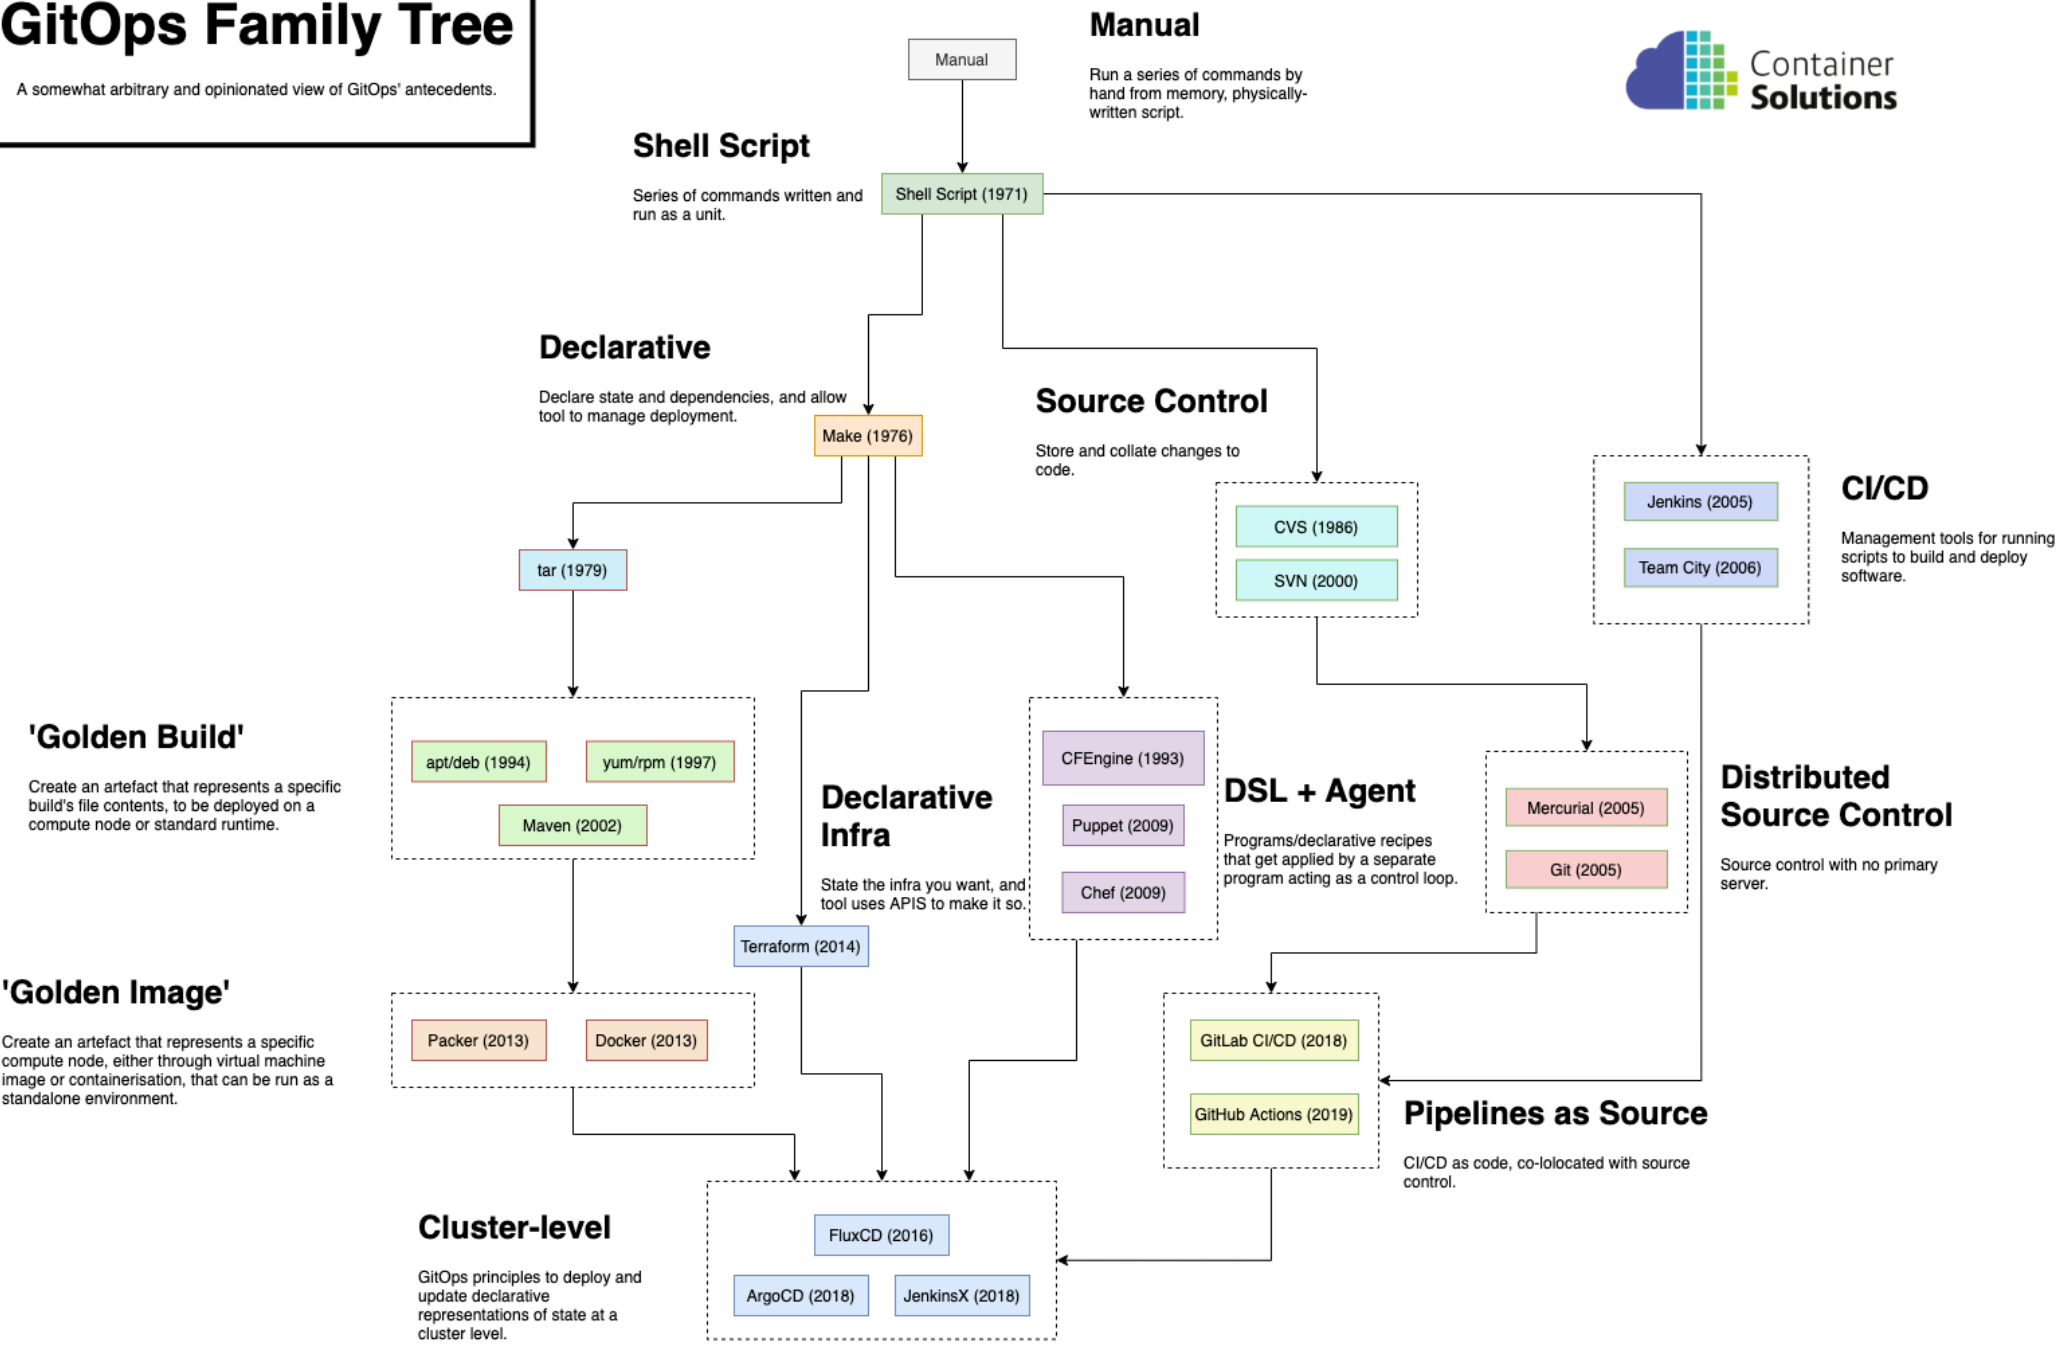 GitOps Family Tree
A somewhat arbitrary and opinionated view of GitOps' antecedents.
Manual
Manual
Run a series of commands by
hand from memory, physically-
written script.
Container
Solutions
Shell Script
Series of commands written and
run as a unit.
Shell Script (1971)
Declarative
Declare state and dependencies, and allow
tool to manage deployment.
Make (1976)
Source Control
Store and collate changes to
code.
CVS (1986)
SVN (2000)
Jenkins (2005)
Team City (2006)
CI/CD
Management tools for running
scripts to build and deploy
software.
tar (1979)
'Golden Build'
Create an artefact that represents a specific
build's file contents, to be deployed on a
compute node or standard runtime.
apt/deb (1994)
yum/rpm (1997)
Maven (2002)
Declarative
Infra
State the infra you want, and
tool uses APIS to make it so.
Terraform (2014)
CFEngine (1993)
Puppet (2009)
Chef (2009)
DSL + Agent
Programs/declarative recipes
that get applied by a separate
program acting as a control loop.
Mercurial (2005)
Git (2005)
Distributed
Source Control
Source control with no primary
server.
'Golden Image'
Create an artefact that represents a specific
compute node, either through virtual machine
image or containerisation, that can be run as a
standalone environment.
Packer (2013)
Docker (2013)
GitLab CI/CD (2018)
GitHub Actions (2019)
Pipelines as Source
CI/CD as code, co-lolocated with source
control.
Cluster-level
GitOps principles to deploy and
update declarative
representations of state at a
cluster level.
FluxCD (2016)
ArgoCD (2018)
JenkinsX (2018)